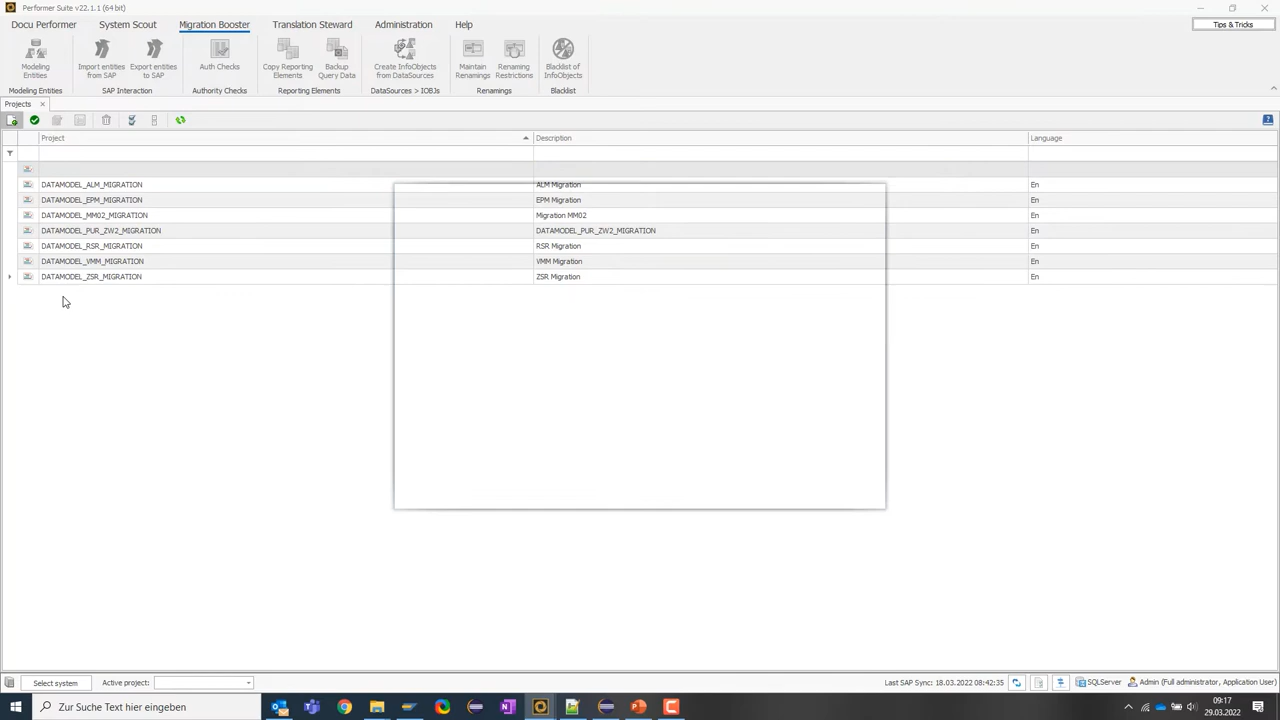 Performer Suite v22.1.1 (64 bit)
Docu Performer System Scout Migration Booster Translation Steward Administration Help Tips & Tricks
Modeling Entities Import entities from SAP Export entities to SAP Auth Checks Copy Reporting Elements Backup Query Data Create InfoObjects from DataSources Maintain Renamings Renaming Restrictions Blacklist of InfoObjects
Modeling Entities SAP Interaction Authority Checks Reporting Elements DataSources > IOBJs Renamings Blacklist
Projects
Project Description Language
DATAMODEL_ALM_MIGRATION ALM Migration En
DATAMODEL_EPM_MIGRATION EPM Migration En
DATAMODEL_MM02_MIGRATION Migration MM02 En
DATAMODEL_PUR_ZW2_MIGRATION DATAMODEL_PUR_ZW2_MIGRATION En
DATAMODEL_RSR_MIGRATION RSR Migration En
DATAMODEL_VMM_MIGRATION VMM Migration En
DATAMODEL_ZSR_MIGRATION ZSR Migration En
Select system Active project: Last SAP Sync: 18.03.2022 08:42:35 SQLServer Admin (Full administrator, Application User)
Zur Suche Text hier eingeben 09:17
29.03.2022